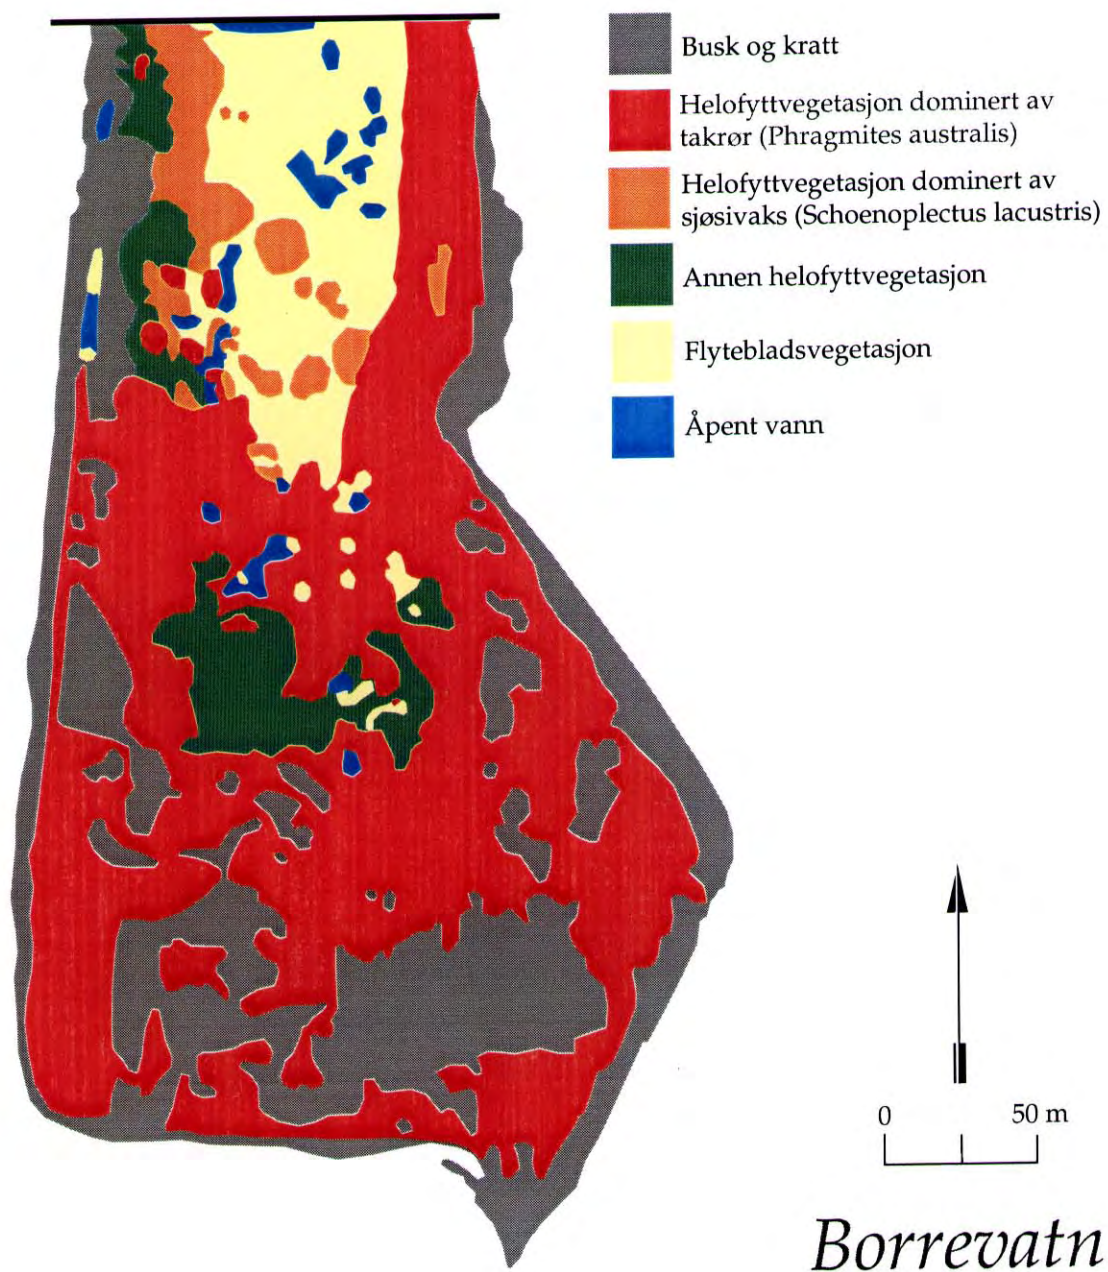 Busk og kratt
Helofyttvegetasjon dominert av
takrør (Phragmites australis)
Helofyttvegetasjon dominert av
sjøsivaks (Schoenoplectus lacustris)
Annen helofyttvegetasjon
Flytebladsvegetasjon
Åpent vann
0 50 m
Borrevatn